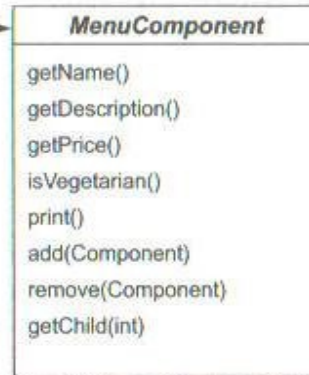 MenuComponent
getName()
getDescription()
getPrice()
isVegetarian()
print()
add(Component)
remove(Component)
getChild(int)